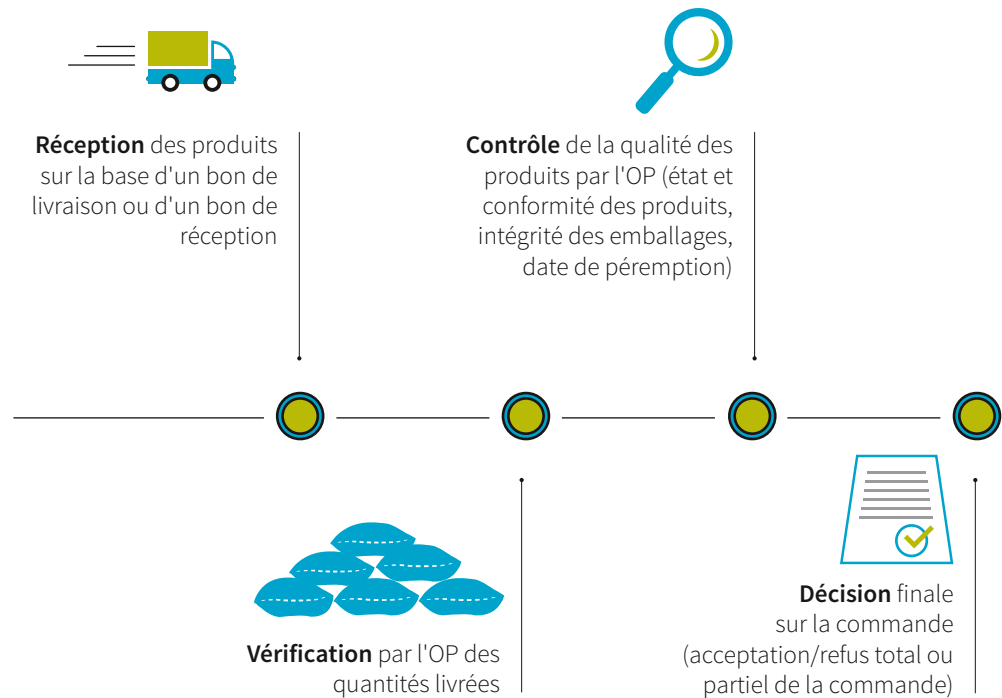 Réception des produits
sur la base d'un bon de
livraison ou d'un bon de
réception
Vérification par l'OP des
quantités livrées
Contrôle de la qualité des
produits par l'OP (état et
conformité des produits,
intégrité des emballages,
date de péremption)
Décision finale
sur la commande
(acceptation/refus total ou
partiel de la commande)